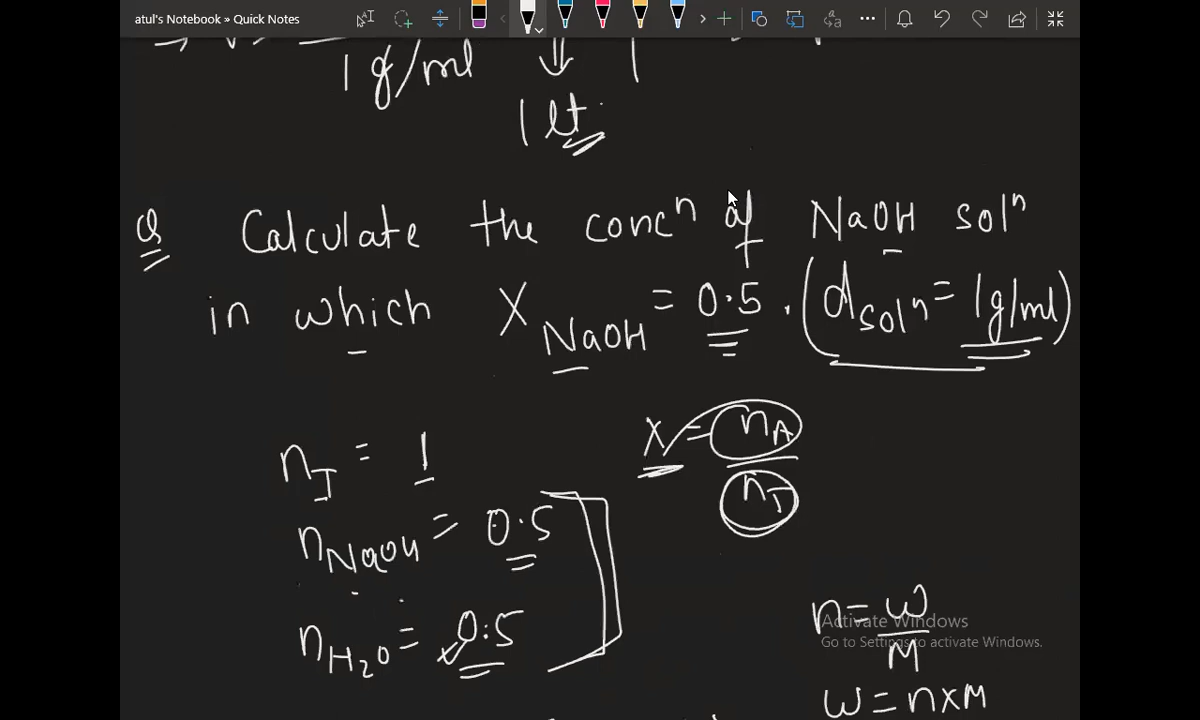 atul's Notebook » Quick Notes
1 g/ml
1 lt
Q Calculate the concⁿ of NaOH solⁿ
in which X NaOH = 0.5 . (d solⁿ = 1g/ml)
X = nA / nT
nT = 1
nNaOH = 0.5
nH2O = 0.5
n = w / M
w = n x M
Activate Windows
Go to Settings to activate Windows.